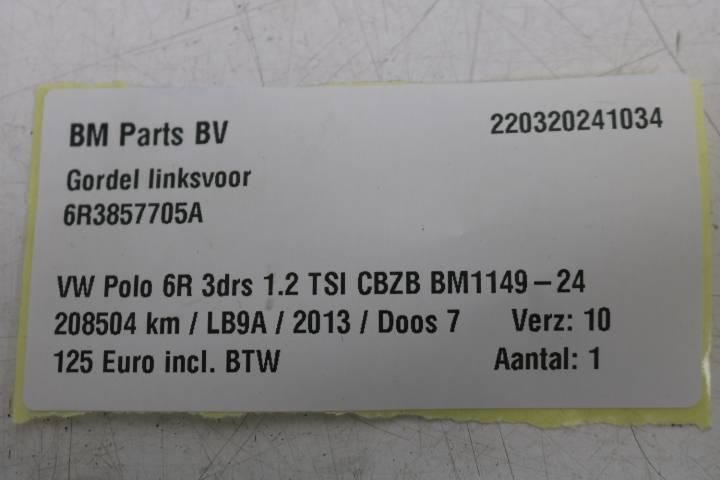 BM Parts BV 220320241034
Gordel linksvoor
6R3857705A
VW Polo 6R 3drs 1.2 TSI CBZB BM1149-24
208504 km / LB9A / 2013 / Doos 7 Verz: 10
125 Euro incl. BTW Aantal: 1